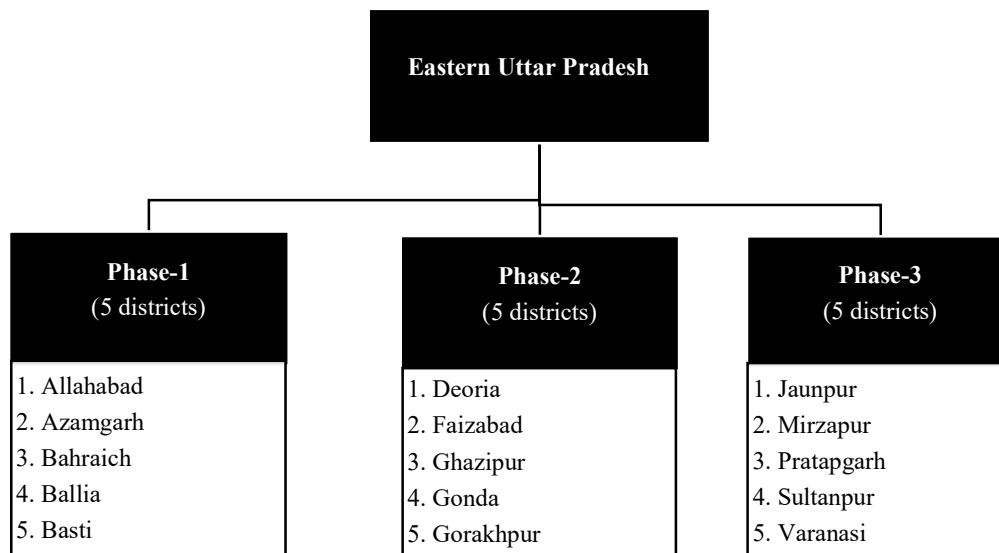 Eastern Uttar Pradesh
Phase-1
(5 districts)
1. Allahabad
2. Azamgarh
3. Bahraich
4. Ballia
5. Basti
Phase-2
(5 districts)
1. Deoria
2. Faizabad
3. Ghazipur
4. Gonda
5. Gorakhpur
Phase-3
(5 districts)
1. Jaunpur
2. Mirzapur
3. Pratapgarh
4. Sultanpur
5. Varanasi